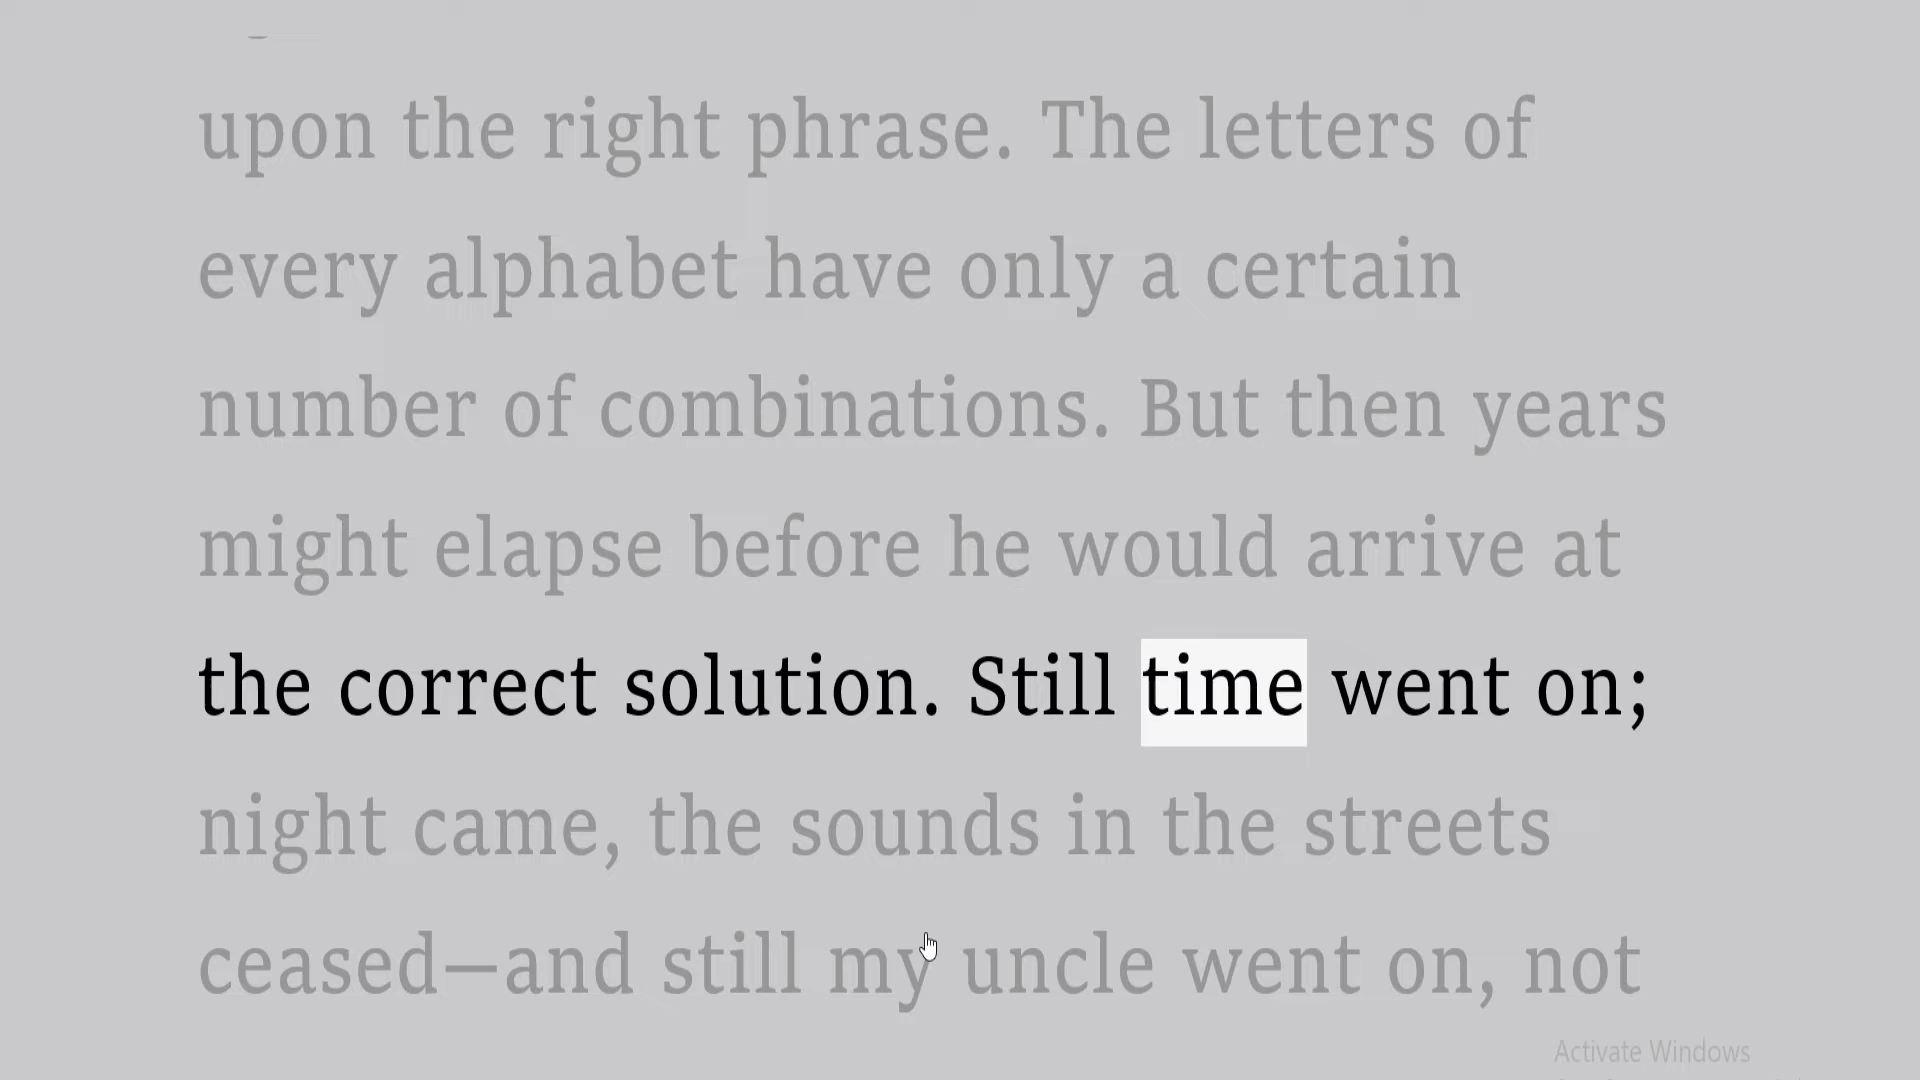 upon the right phrase. The letters of
every alphabet have only a certain
number of combinations. But then years
might elapse before he would arrive at
the correct solution. Still time went on;
night came, the sounds in the streets
ceased—and still my uncle went on, not
Activate Windows